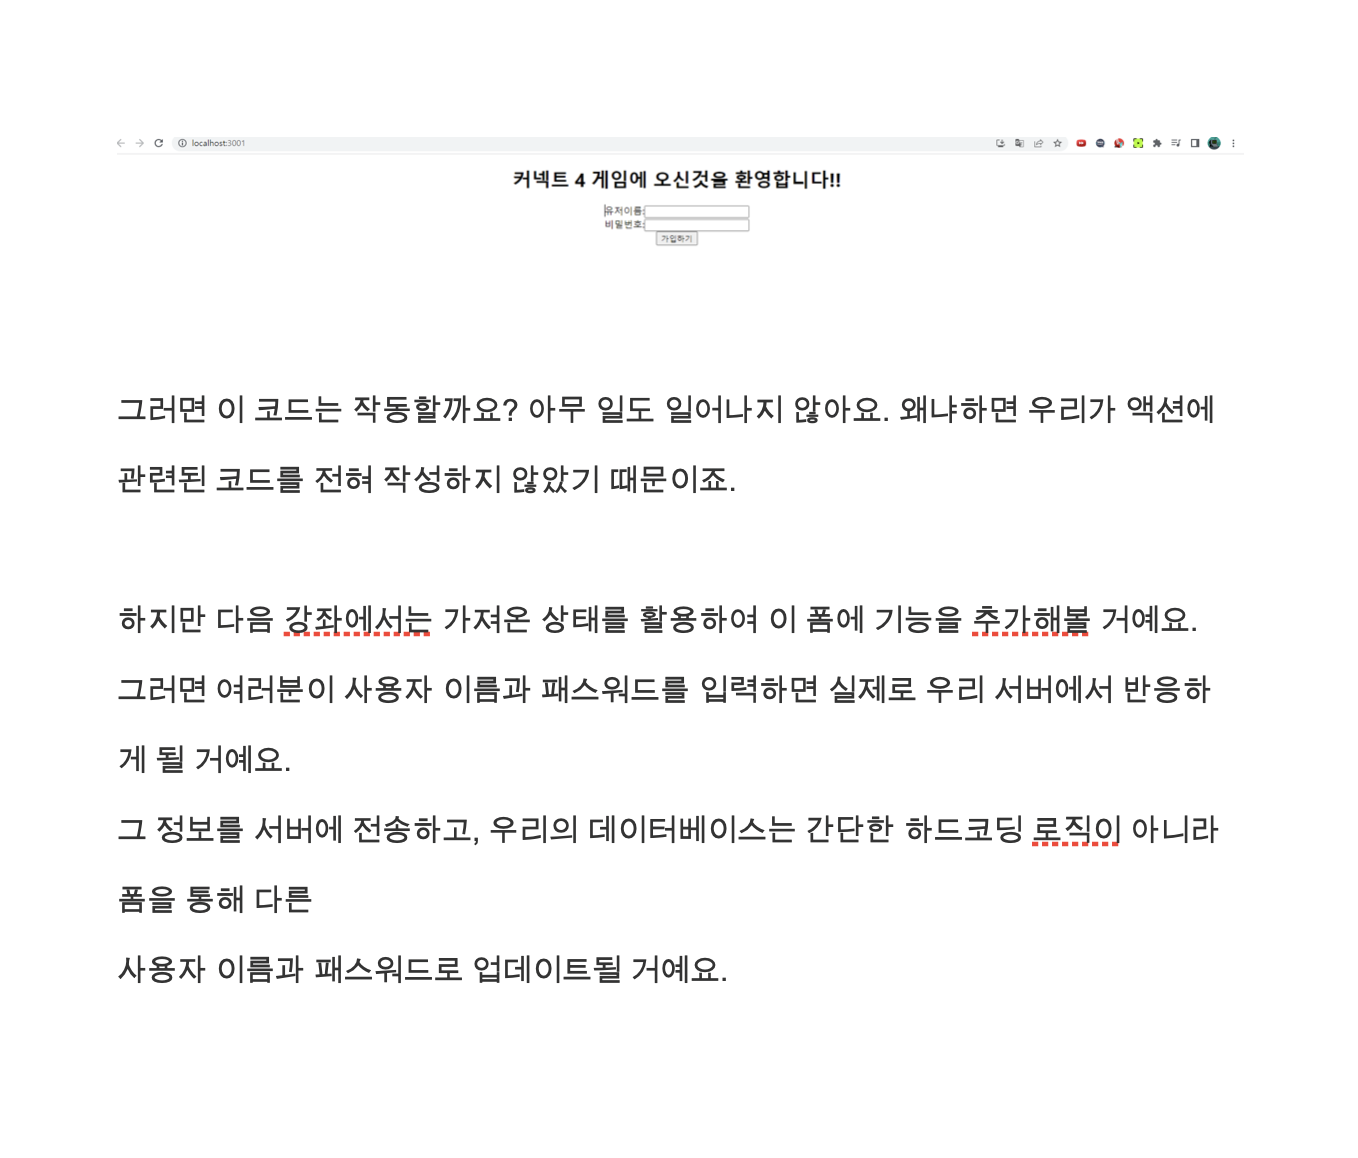 localhost:3001
커넥트 4 게임에 오신것을 환영합니다!!
유저이름:
비밀번호:
가입하기
그러면 이 코드는 작동할까요? 아무 일도 일어나지 않아요. 왜냐하면 우리가 액션에
관련된 코드를 전혀 작성하지 않았기 때문이죠.
하지만 다음 강좌에서는 가져온 상태를 활용하여 이 폼에 기능을 추가해볼 거예요.
그러면 여러분이 사용자 이름과 패스워드를 입력하면 실제로 우리 서버에서 반응하
게 될 거예요.
그 정보를 서버에 전송하고, 우리의 데이터베이스는 간단한 하드코딩 로직이 아니라
폼을 통해 다른
사용자 이름과 패스워드로 업데이트될 거예요.